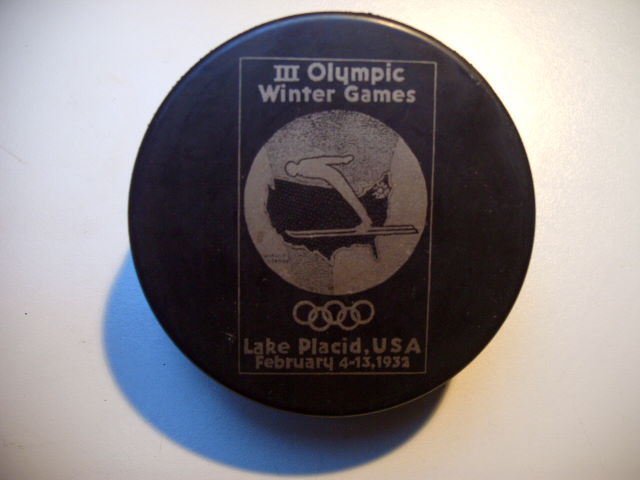 III Olympic
Winter Games
Lake Placid, USA
February 4-13, 1932